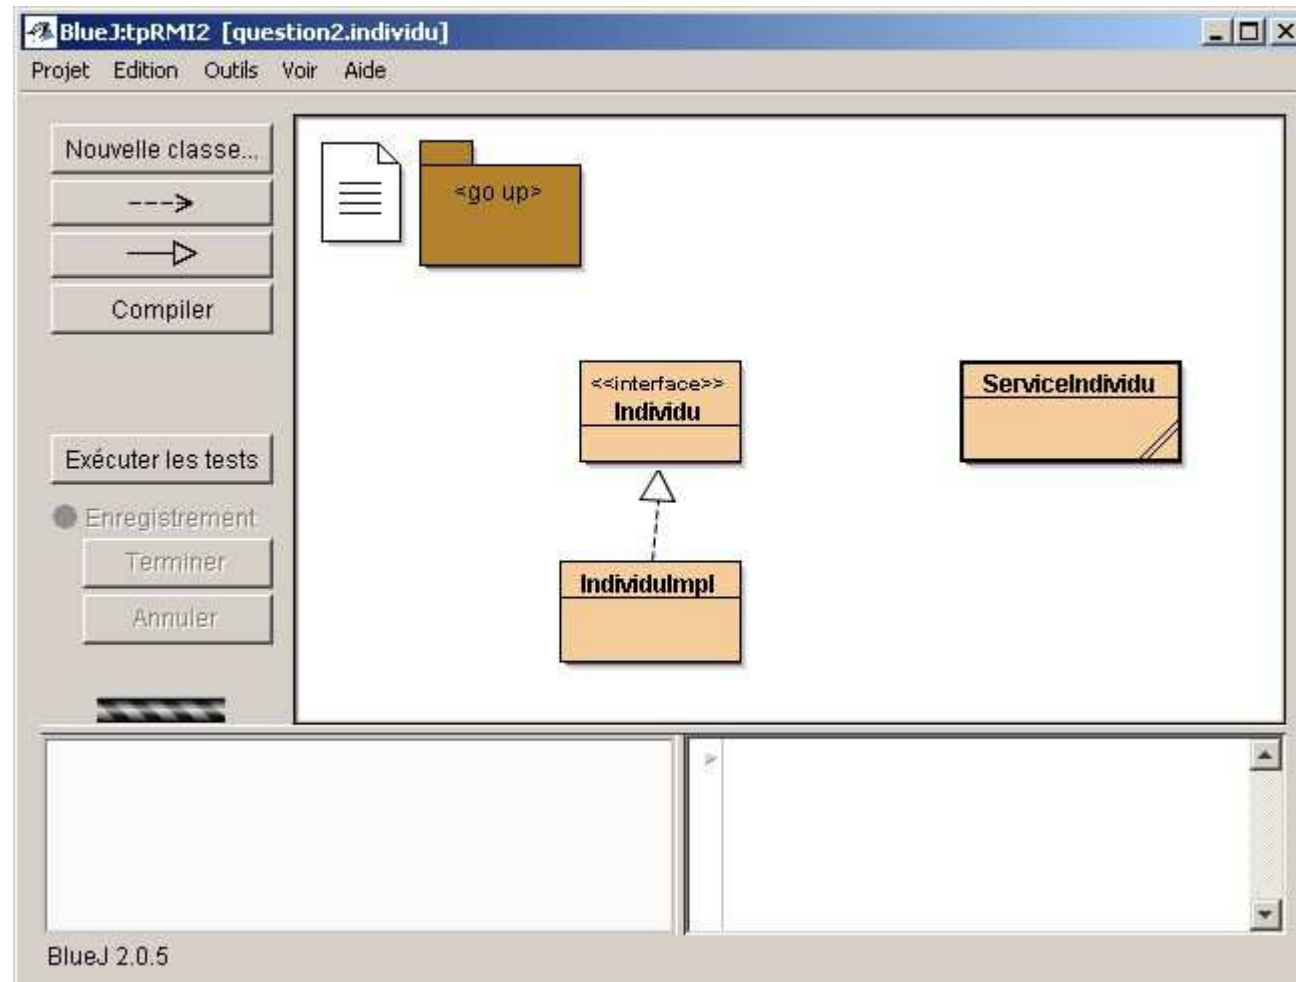 BlueJ:tpRMI2 [question2.individu]
Projet Edition Outils Voir Aide
Nouvelle classe...
<go up>
Compiler
<<interface>>
Individu
ServiceIndividu
Exécuter les tests
Enregistrement
Terminer
IndividuImpl
Annuler
BlueJ 2.0.5